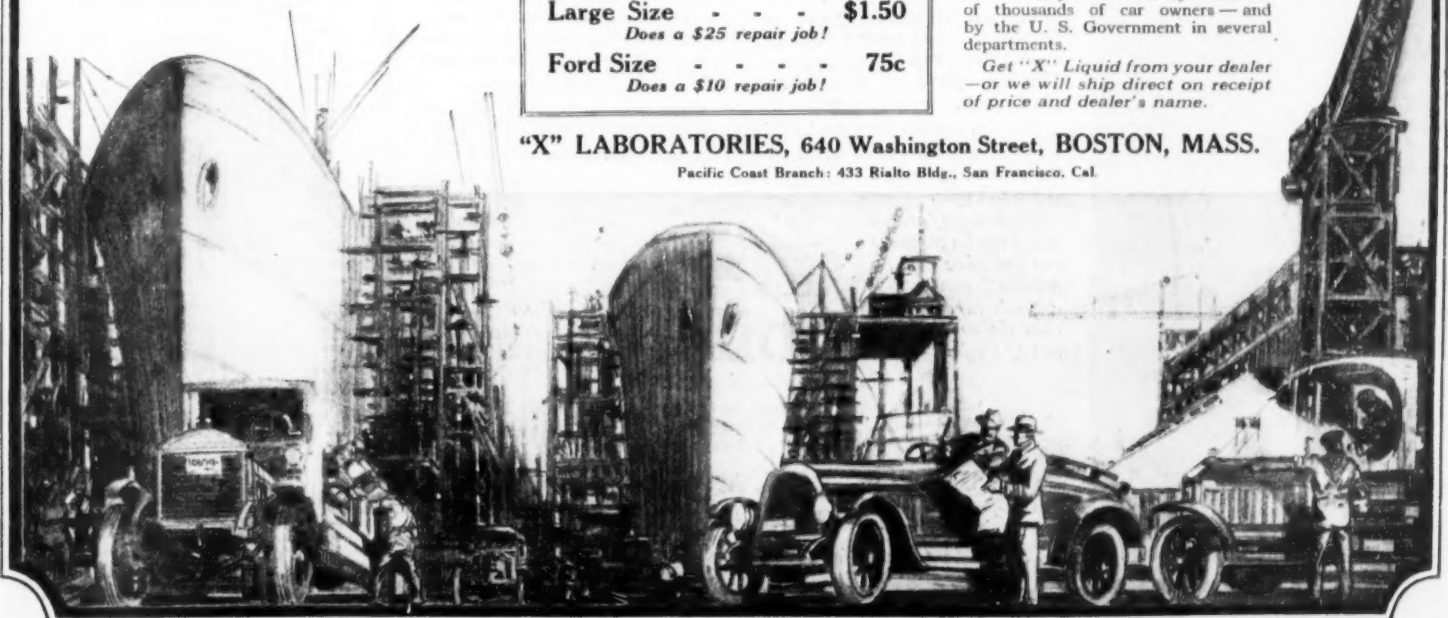 Large Size - - - $1.50
Does a $25 repair job!
Ford Size - - - - 75c
Does a $10 repair job!
of thousands of car owners — and
by the U. S. Government in several
departments.
Get "X" Liquid from your dealer
—or we will ship direct on receipt
of price and dealer's name.
"X" LABORATORIES, 640 Washington Street, BOSTON, MASS.
Pacific Coast Branch: 433 Rialto Bldg., San Francisco, Cal.